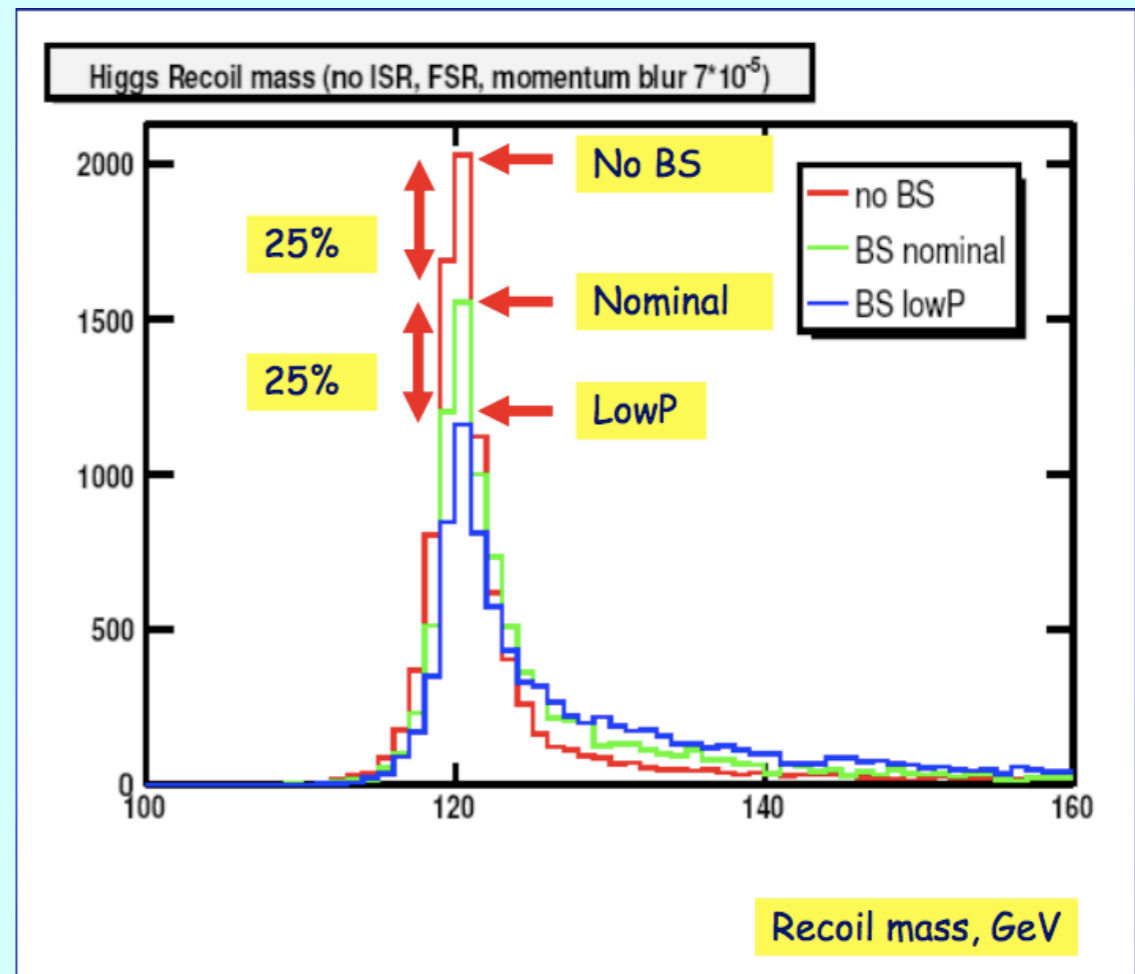 Higgs Recoil mass (no ISR, FSR, momentum blur 7*10^-5)
2000
1500
1000
500
0
100
120
140
160
No BS
25%
Nominal
25%
LowP
no BS
BS nominal
BS lowP
Recoil mass, GeV